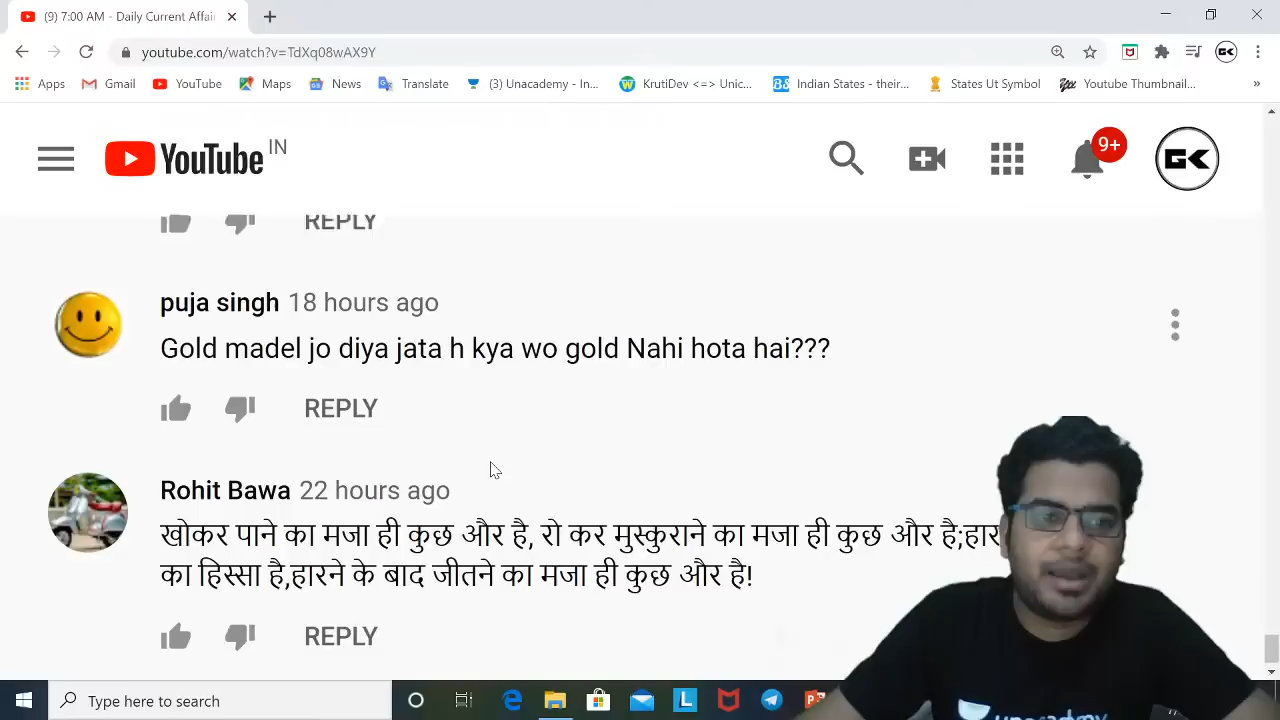 (9) 7:00 AM - Daily Current Affai
youtube.com/watch?v=TdXq08wAX9Y
Apps Gmail YouTube Maps News Translate (3) Unacademy - In... KrutiDev <=> Unic... Indian States - their... States Ut Symbol Youtube Thumbnail... »
YouTube IN 9+ GK
REPLY
puja singh 18 hours ago
Gold madel jo diya jata h kya wo gold Nahi hota hai???
REPLY
Rohit Bawa 22 hours ago
खोकर पाने का मजा ही कुछ और है, रो कर मुस्कुराने का मजा ही कुछ और है;हार
का हिस्सा है,हारने के बाद जीतने का मजा ही कुछ और है!
REPLY
unacademy
Type here to search